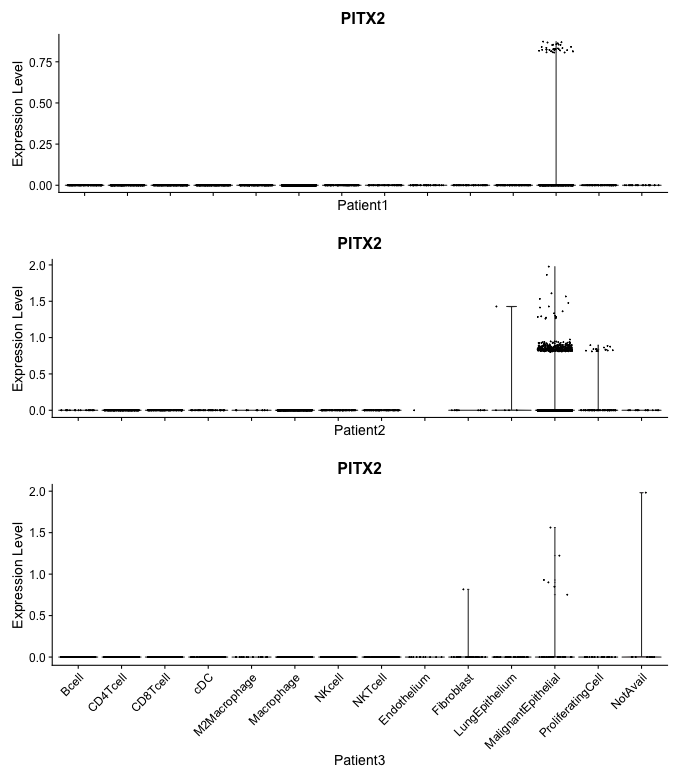 PITX2
Expression Level
0.75
0.50
0.25
0.00
Patient1
PITX2
Expression Level
2.0
1.5
1.0
0.5
0.0
Patient2
PITX2
Expression Level
2.0
1.5
1.0
0.5
0.0
Bcell
CD4Tcell
CD8Tcell
cDC
M2Macrophage
Macrophage
NKcell
NKTcell
Endothelium
Fibroblast
LungEpithelium
MalignantEpithelial
ProliferatingCell
NotAvail
Patient3